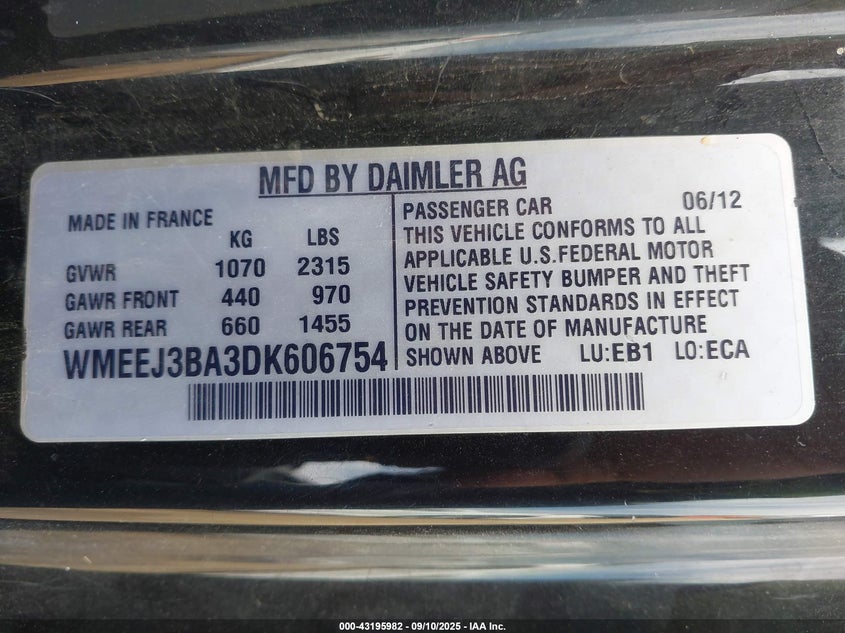 MFD BY DAIMLER AG
MADE IN FRANCE
KG LBS
GVWR 1070 2315
GAWR FRONT 440 970
GAWR REAR 660 1455
WMEEJ3BA3DK606754
PASSENGER CAR 06/12
THIS VEHICLE CONFORMS TO ALL
APPLICABLE U.S.FEDERAL MOTOR
VEHICLE SAFETY BUMPER AND THEFT
PREVENTION STANDARDS IN EFFECT
ON THE DATE OF MANUFACTURE
SHOWN ABOVE LU:EB1 LO:ECA
000-43195982 - 09/10/2025 - IAA Inc.